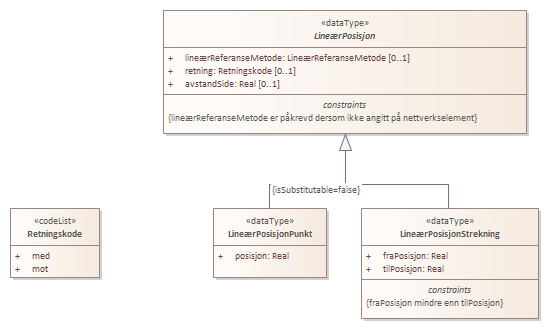 «dataType»
LineærPosisjon
+ lineærReferanseMetode: LineærReferanseMetode [0..1]
+ retning: Retningskode [0..1]
+ avstandSide: Real [0..1]
constraints
{lineærReferanseMetode er påkrevd dersom ikke angitt på nettverkselement}
{isSubstitutable=false}
«codeList»
Retningskode
+ med
+ mot
«dataType»
LineærPosisjonPunkt
+ posisjon: Real
«dataType»
LineærPosisjonStrekning
+ fraPosisjon: Real
+ tilPosisjon: Real
constraints
{fraPosisjon mindre enn tilPosisjon}